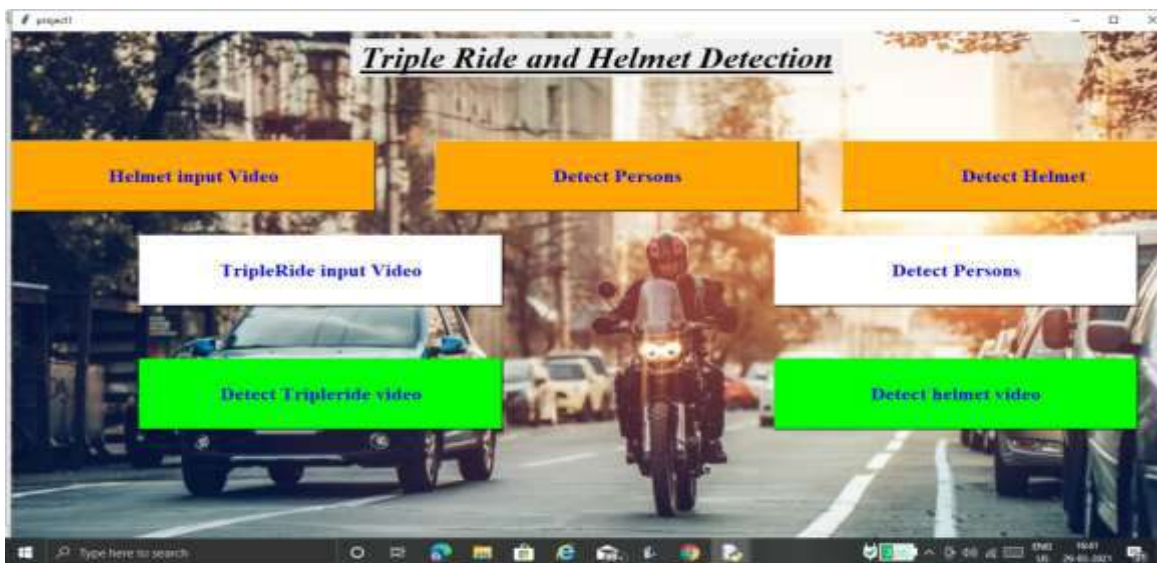 project1
Triple Ride and Helmet Detection
Helmet input Video
Detect Persons
Detect Helmet
TripleRide input Video
Detect Persons
Detect Tripleride video
Detect helmet video
Type here to search
ENG
US